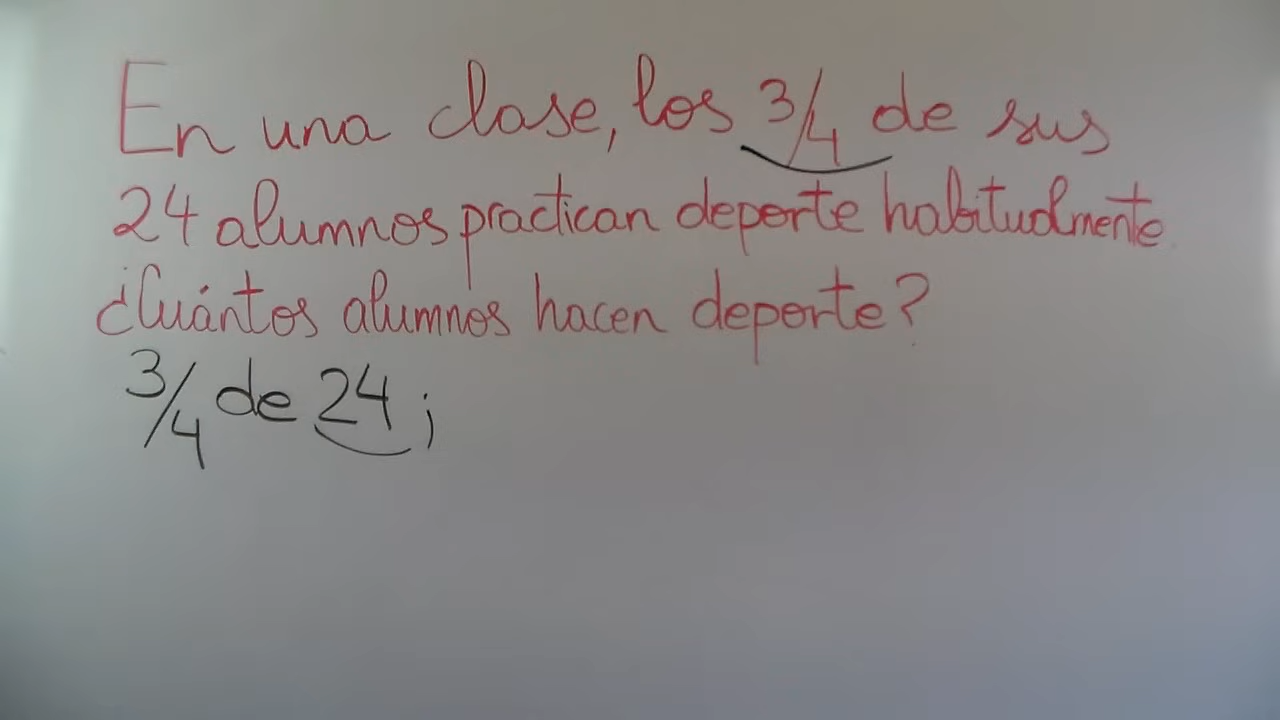 En una clase, los 3/4 de sus
24 alumnos practican deporte habitualmente
¿Cuántos alumnos hacen deporte?
3/4 de 24 ;